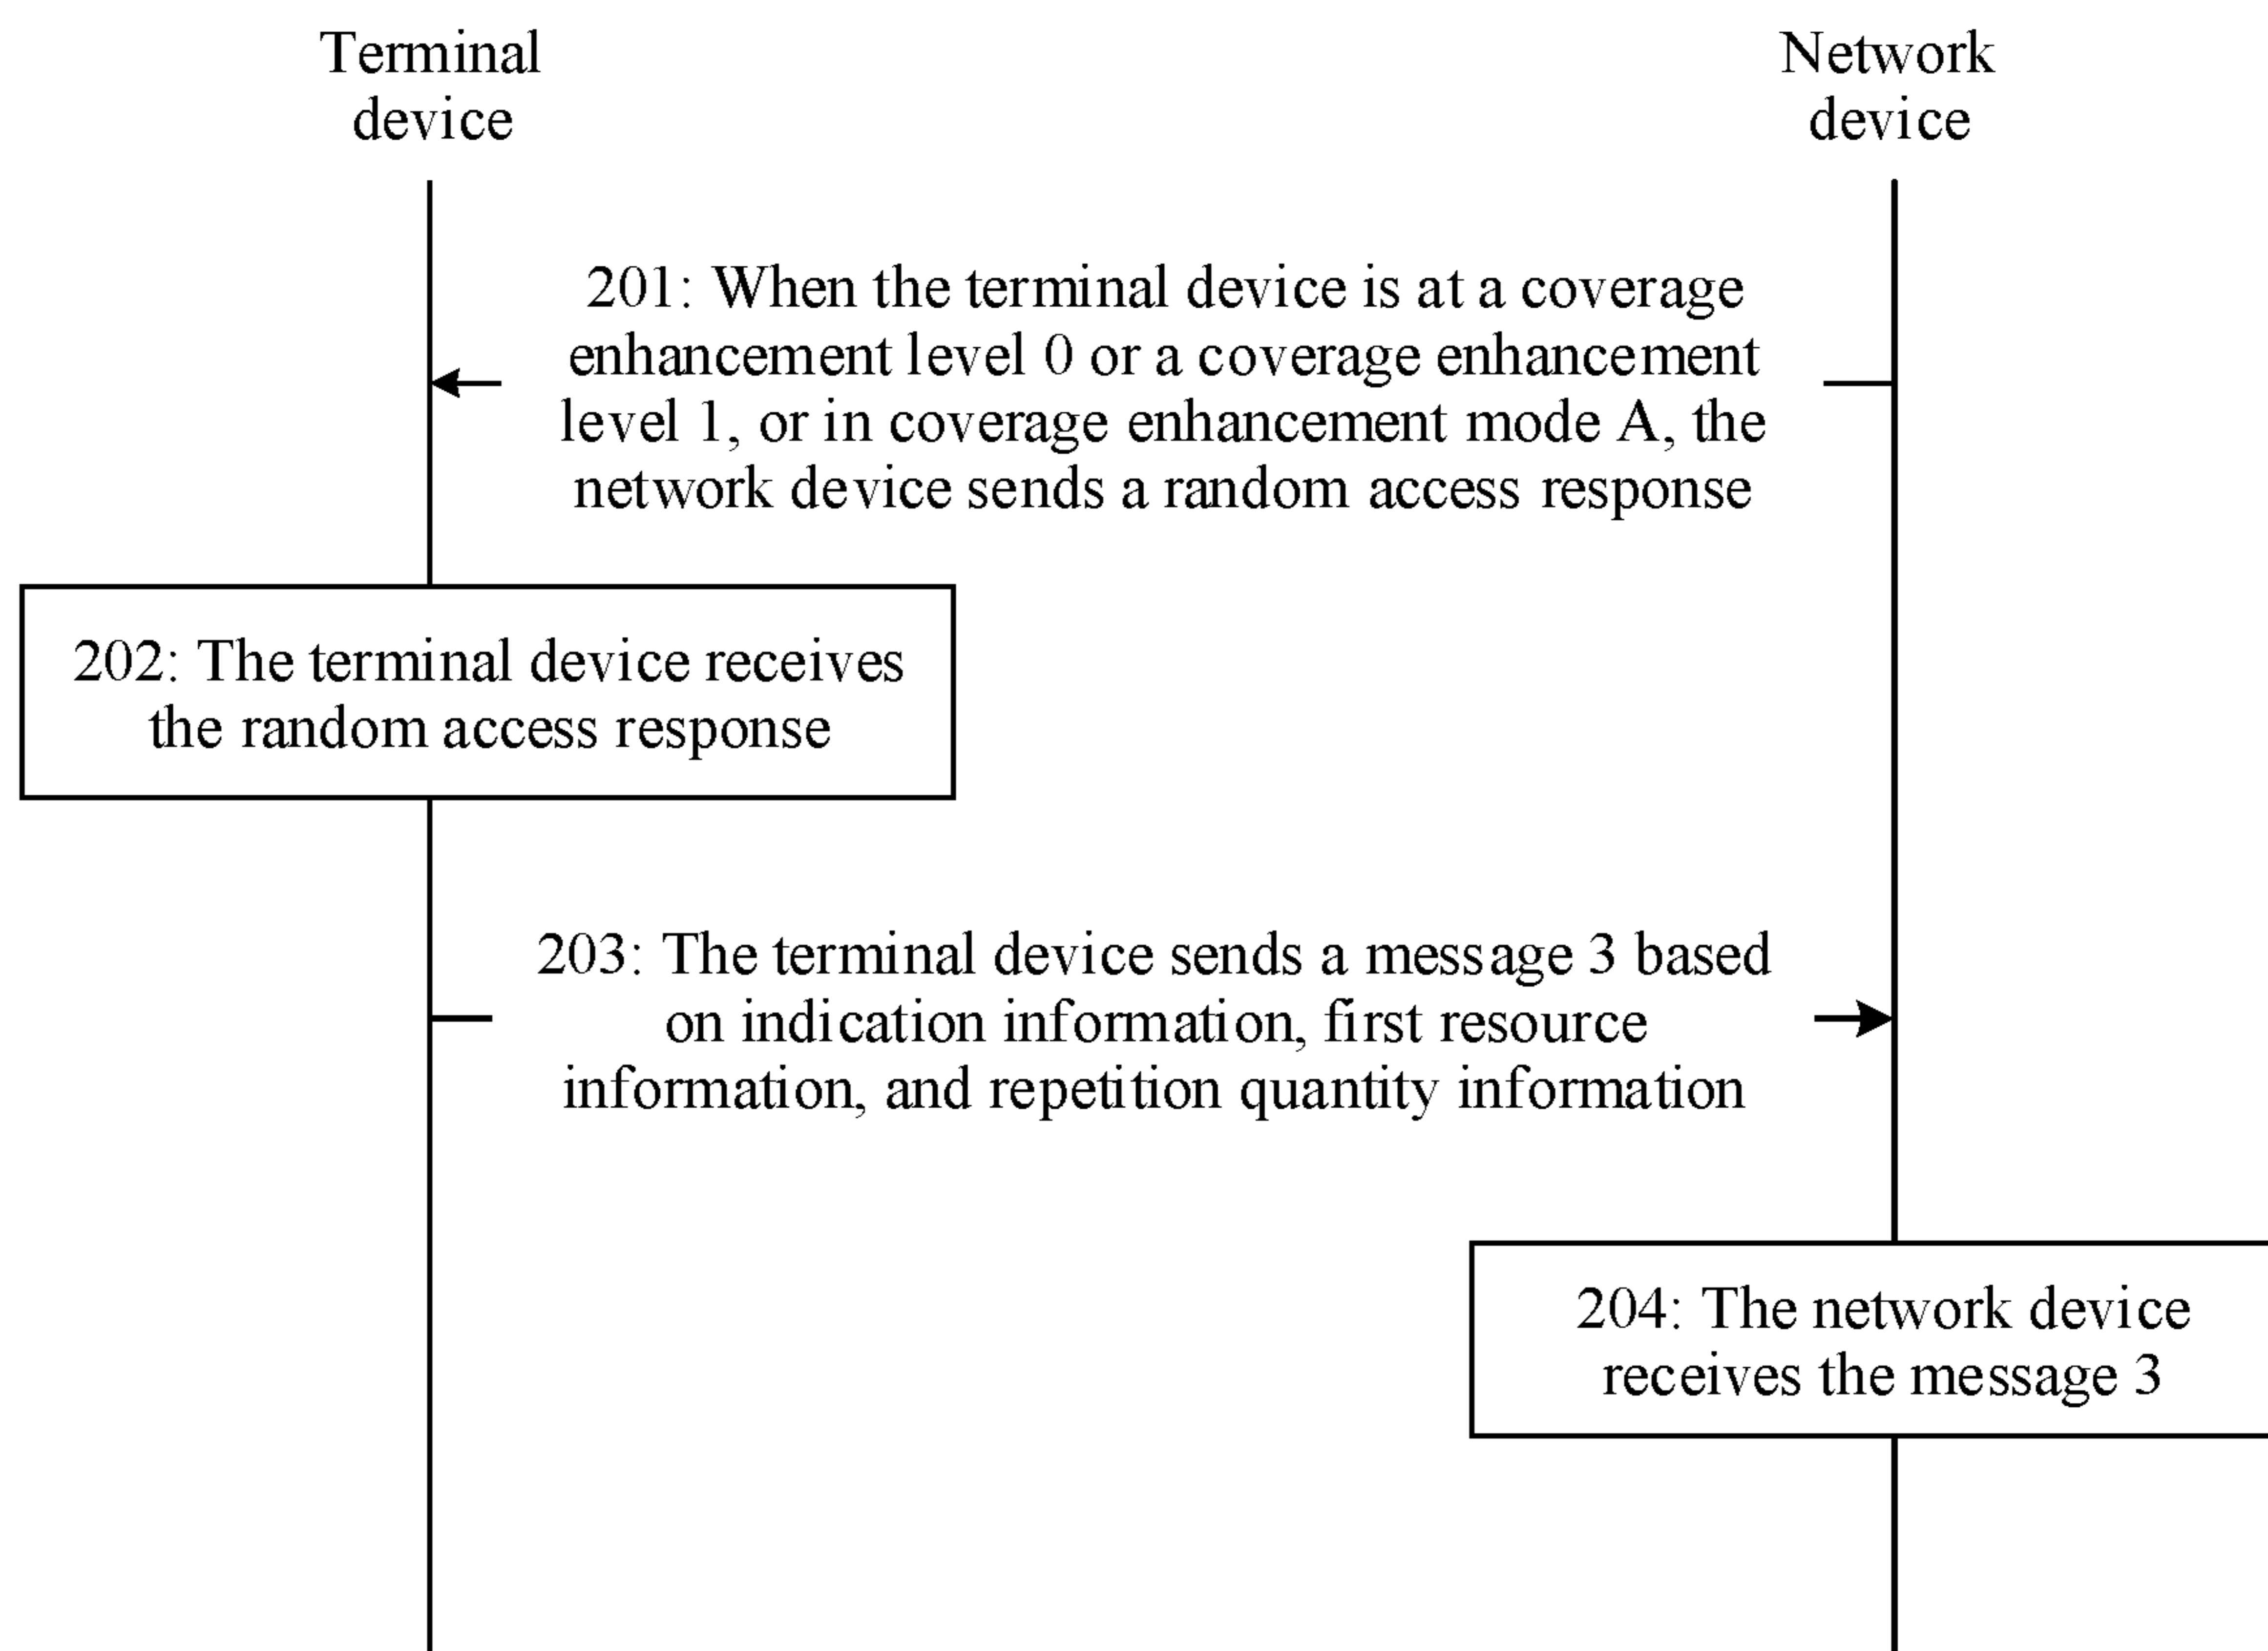 Terminal
device
Network
device
201: When the terminal device is at a coverage
enhancement level 0 or a coverage enhancement
level 1, or in coverage enhancement mode A, the
network device sends a random access response
202: The terminal device receives
the random access response
203: The terminal device sends a message 3 based
on indication information, first resource
information, and repetition quantity information
204: The network device
receives the message 3